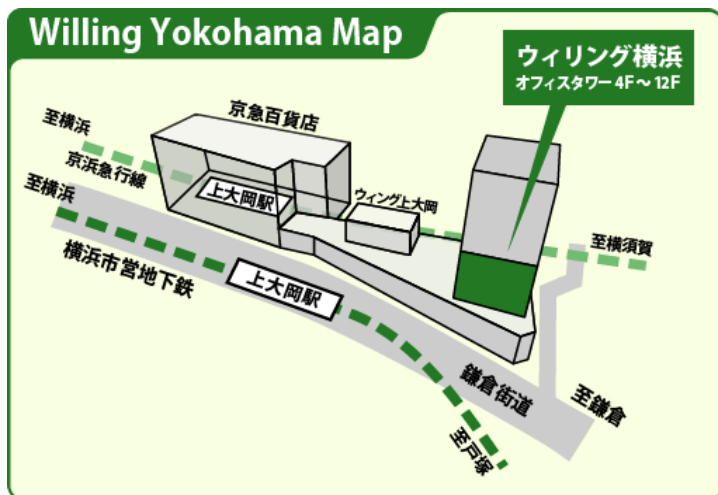 Willing Yokohama Map
ウィリング横浜
オフィスタワー4F～12F
京急百貨店
至横浜
京浜急行線
上大岡駅
ウィング上大岡
至横須賀
至横浜
横浜市営地下鉄
上大岡駅
鎌倉街道
至鎌倉
至戸塚